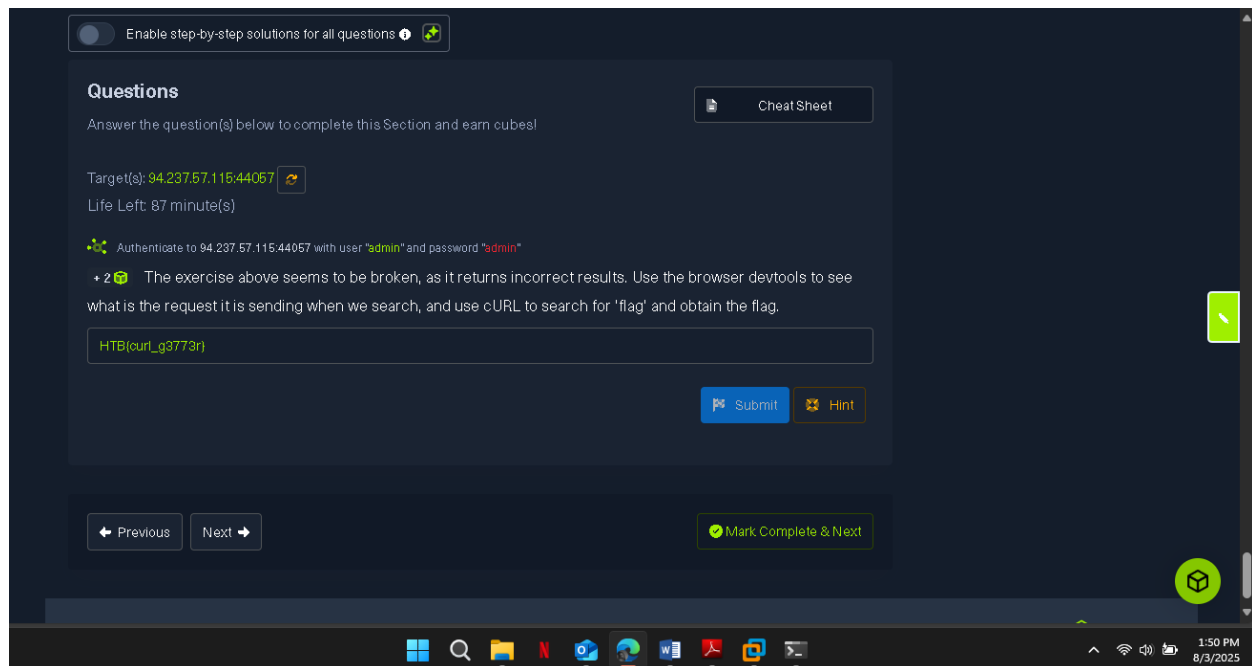 Enable step-by-step solutions for all questions
Questions
Cheat Sheet
Answer the question(s) below to complete this Section and earn cubes!
Target(s): 94.237.57.115:44057
Life Left: 87 minute(s)
Authenticate to 94.237.57.115:44057 with user "admin" and password "admin"
+ 2 The exercise above seems to be broken, as it returns incorrect results. Use the browser devtools to see
what is the request it is sending when we search, and use cURL to search for 'flag' and obtain the flag.
HTB{curl_g3773r}
Submit Hint
Previous Next Mark Complete & Next
1:50 PM
8/3/2025